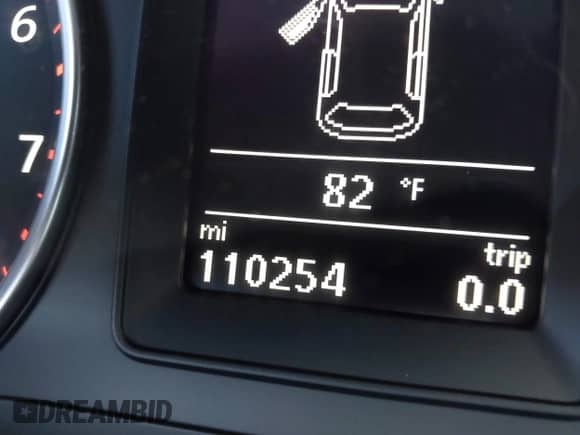 6
7
82 °F
mi trip
110254 0.0
DREAMBID